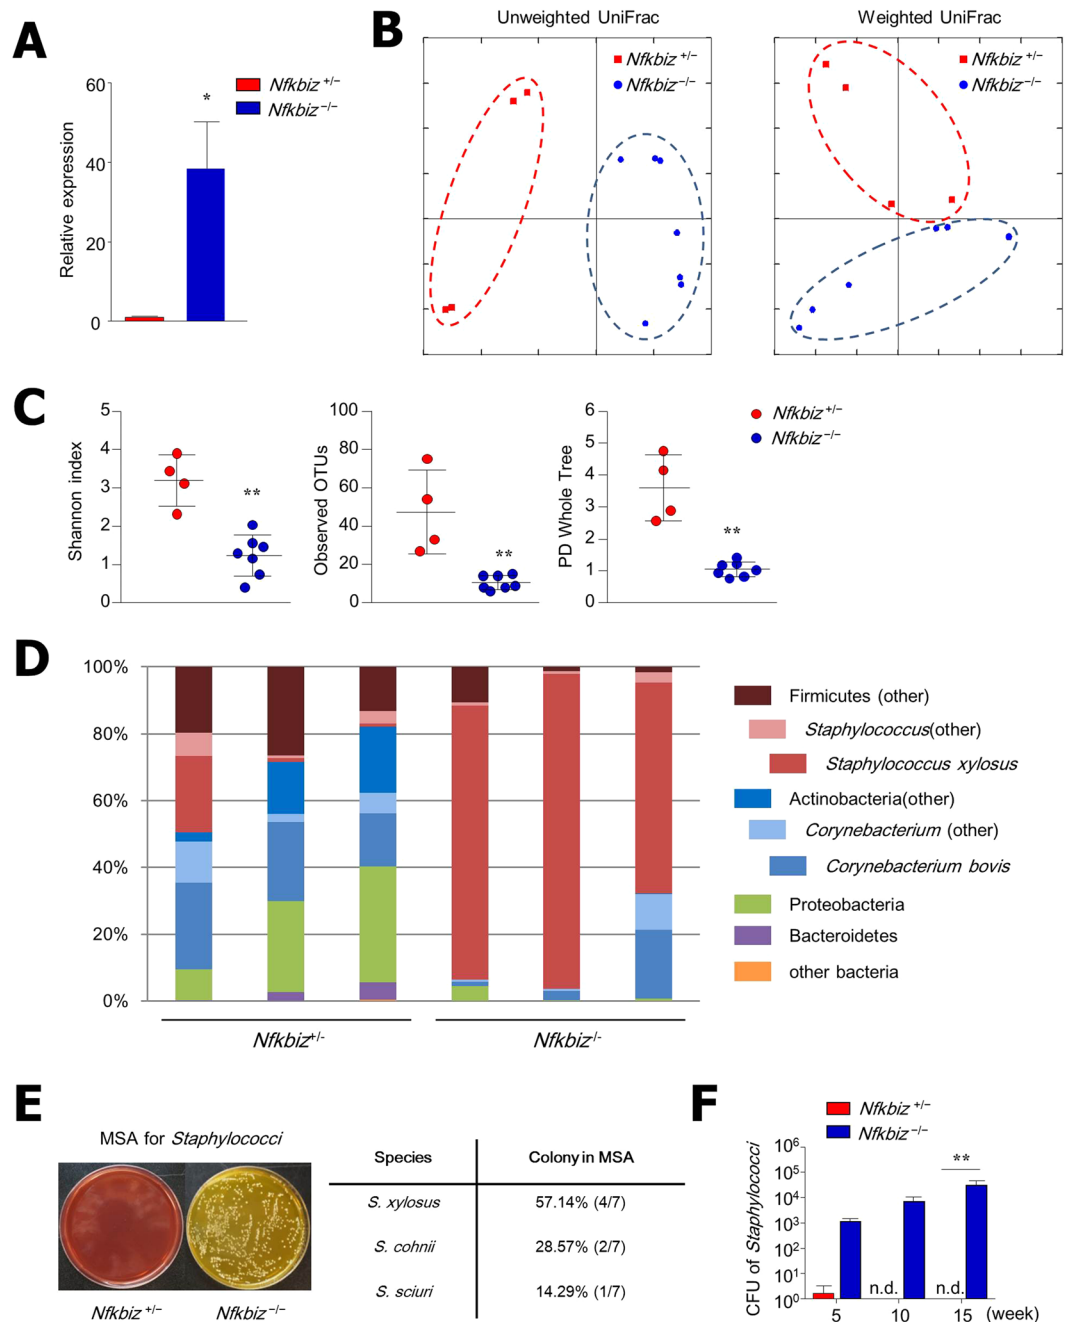 A
60
40
20
0
Relative expression
*
Nfkbiz +/−
Nfkbiz −/−
B
Unweighted UniFrac
Nfkbiz +/−
Nfkbiz −/−
Weighted UniFrac
Nfkbiz +/−
Nfkbiz −/−
C
5
4
3
2
1
0
Shannon index
**
100
80
60
40
20
0
Observed OTUs
**
6
5
4
3
2
1
0
PD Whole Tree
**
Nfkbiz +/−
Nfkbiz −/−
D
100%
80%
60%
40%
20%
0%
Nfkbiz+/-
Nfkbiz-/-
Firmicutes (other)
Staphylococcus(other)
Staphylococcus xylosus
Actinobacteria(other)
Corynebacterium (other)
Corynebacterium bovis
Proteobacteria
Bacteroidetes
other bacteria
E
MSA for Staphylococci
Nfkbiz +/−
Nfkbiz −/−
Species Colony in MSA
S. xylosus 57.14% (4/7)
S. cohnii 28.57% (2/7)
S. sciuri 14.29% (1/7)
F
Nfkbiz +/−
Nfkbiz −/−
CFU of Staphylococci
10⁶
10⁵
10⁴
10³
10²
10¹
10⁰
**
n.d.
n.d.
5 10 15 (week)